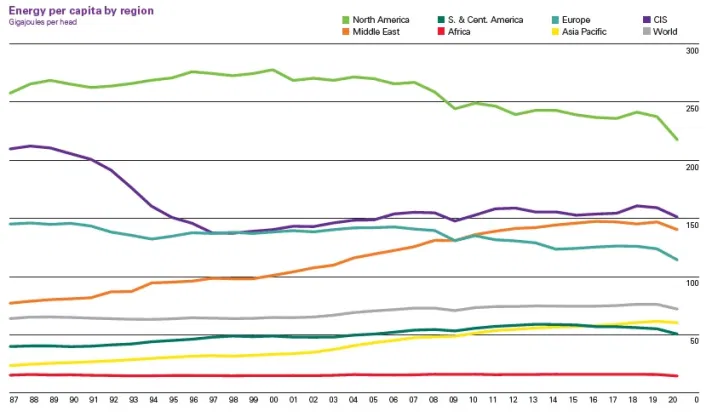 Energy per capita by region
Gigajoules per head
North America S. & Cent. America Europe CIS
Middle East Africa Asia Pacific World
300
250
200
150
100
50
87 88 89 90 91 92 93 94 95 96 97 98 99 00 01 02 03 04 05 06 07 08 09 10 11 12 13 14 15 16 17 18 19 20 0